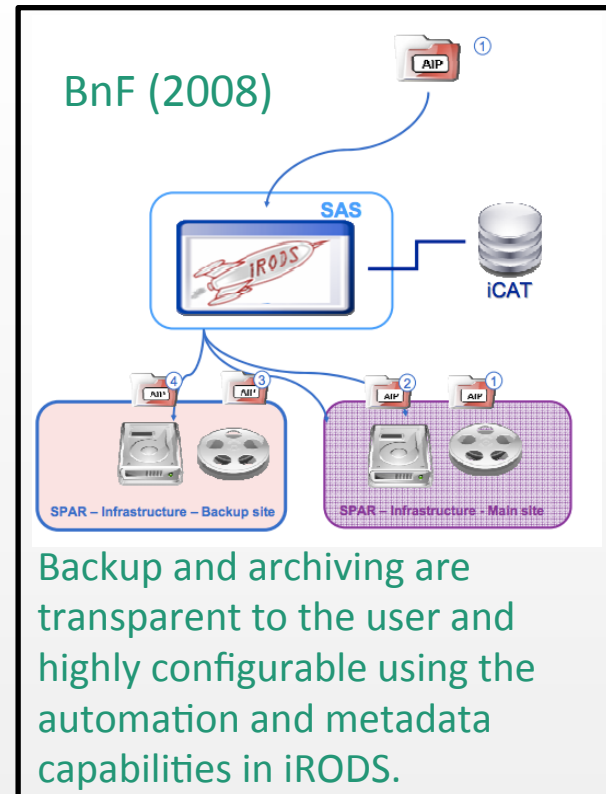 AIP 1
BnF (2008)
SAS
iRODS
iCAT
AIP 4
AIP 3
AIP 2
AIP 1
SPAR – Infrastructure – Backup site
SPAR – Infrastructure - Main site
Backup and archiving are
transparent to the user and
highly configurable using the
automation and metadata
capabilities in iRODS.